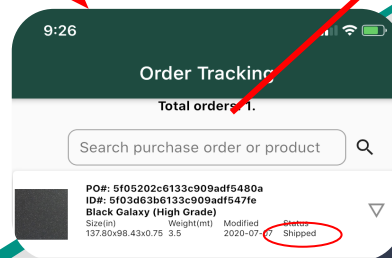 9:26
Order Tracking
Total orders: 1.
Search purchase order or product
PO#: 5f05202c6133c909adf5480a
ID#: 5f03d63b6133c909adf547fe
Black Galaxy (High Grade)
Size(in) Weight(mt) Modified Status
137.80x98.43x0.75 3.5 2020-07-07 Shipped